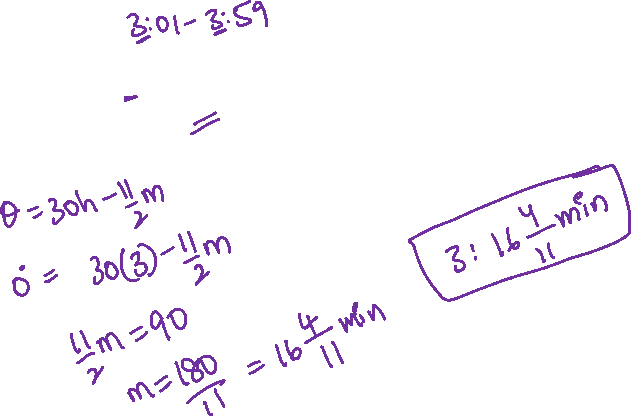 3:01-3:59
-
=
θ = 30h - 11/2 m
0° = 30(3) - 11/2 m
11/2 m = 90
m = 180/11 = 16 4/11 min
3: 16 4/11 min